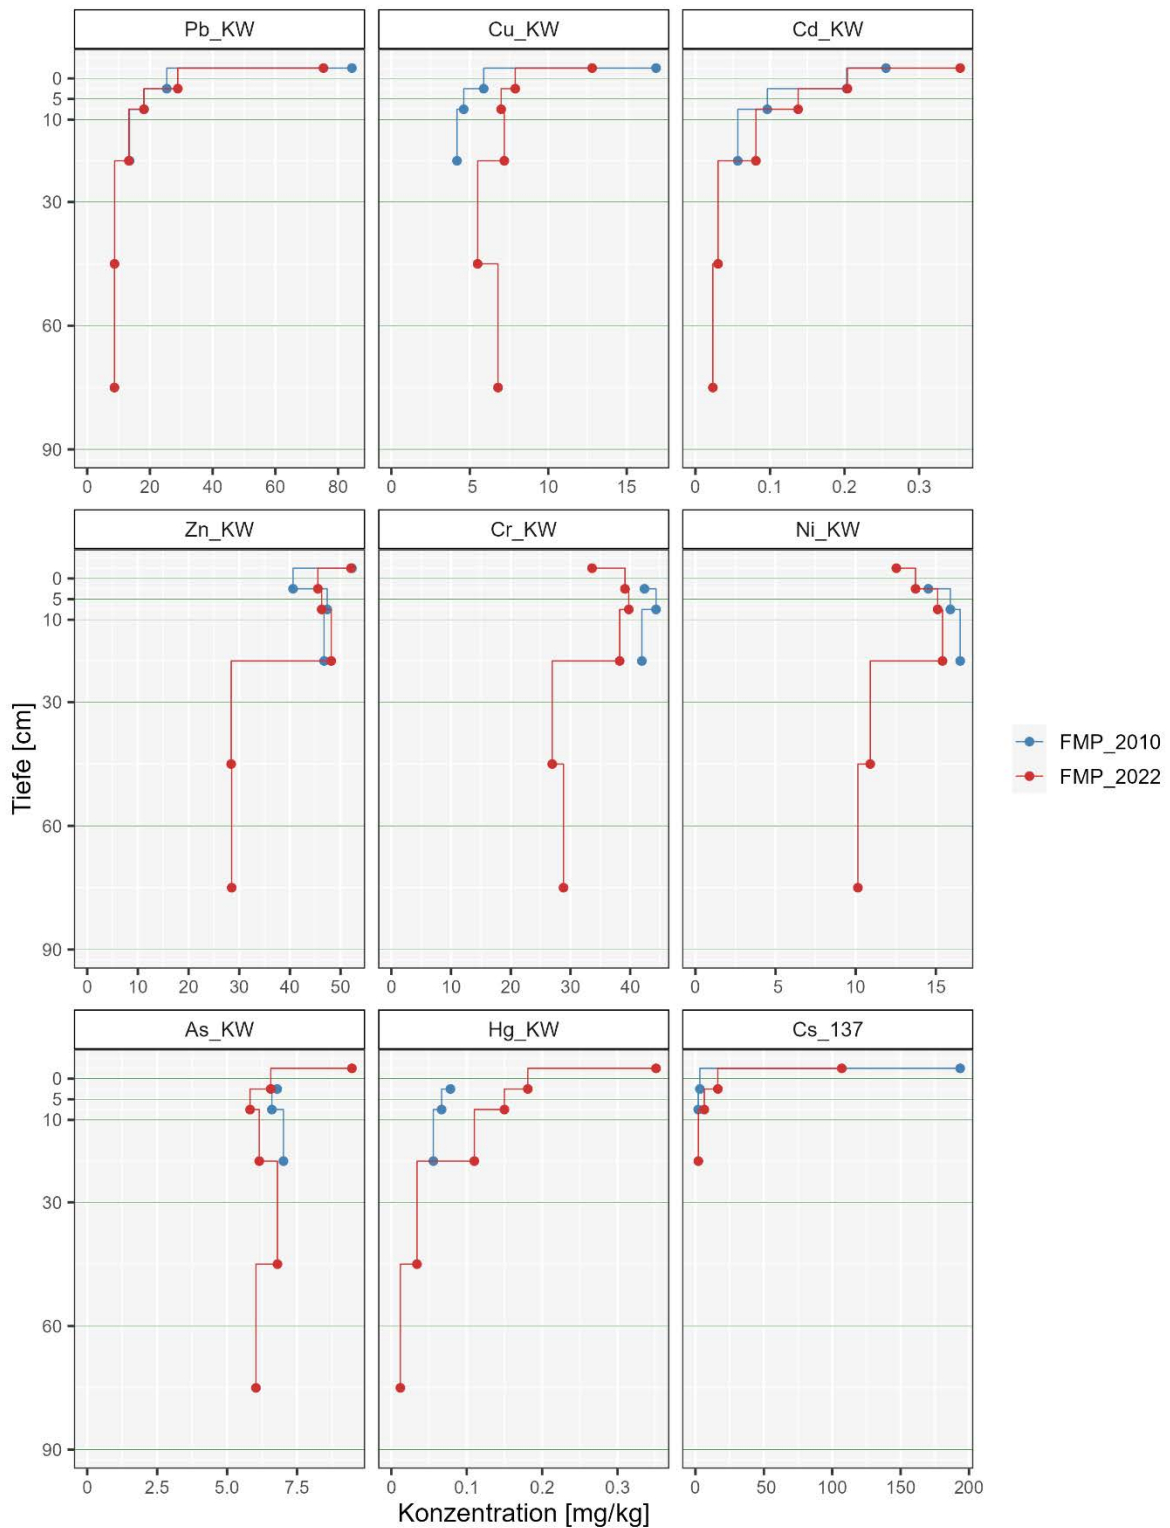 Pb_KW Cu_KW Cd_KW
0
5
10
30
60
90
0 20 40 60 80 0 5 10 15 0 0.1 0.2 0.3
Zn_KW Cr_KW Ni_KW
0
5
10
30
60
90
0 10 20 30 40 50 0 10 20 30 40 0 5 10 15
Tiefe [cm]
FMP_2010
FMP_2022
As_KW Hg_KW Cs_137
0
5
10
30
60
90
0 2.5 5.0 7.5 0 0.1 0.2 0.3 0 50 100 150 200
Konzentration [mg/kg]